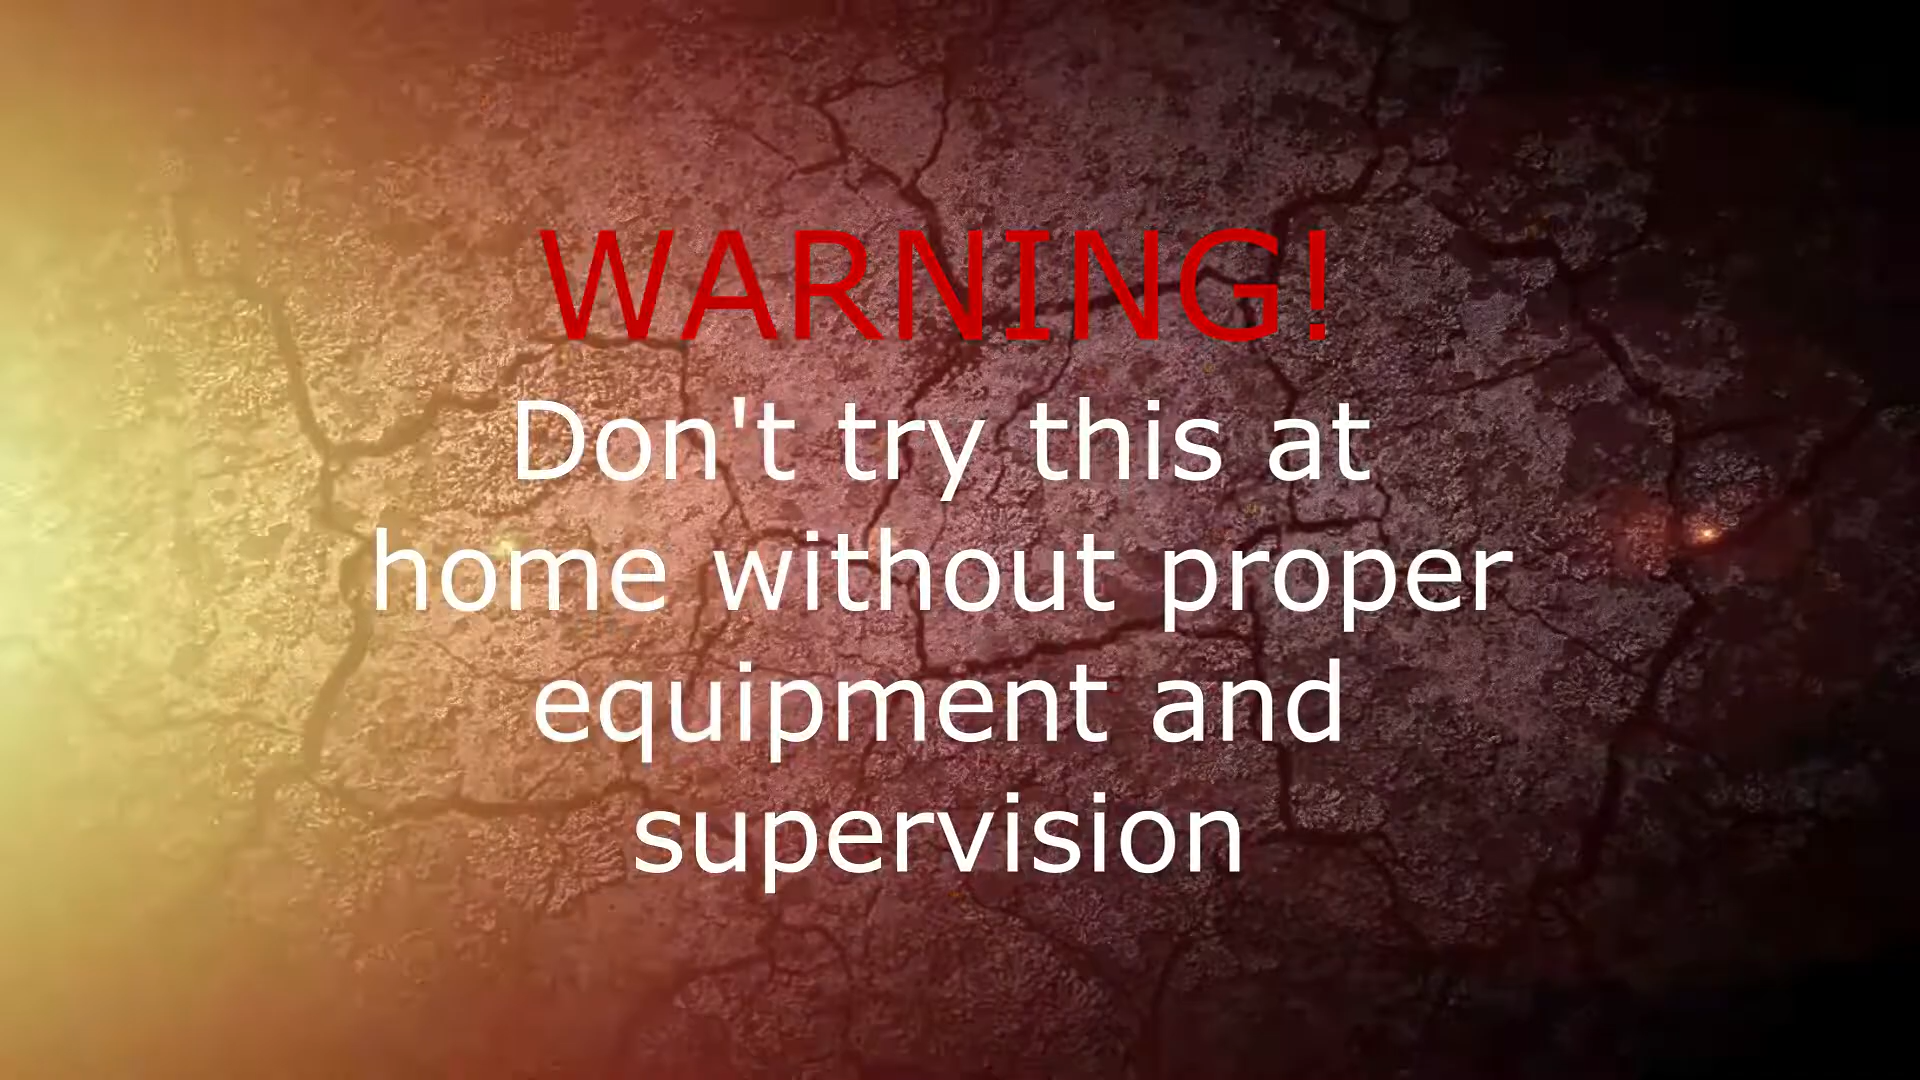 WARNING!
Don't try this at
home without proper
equipment and
supervision